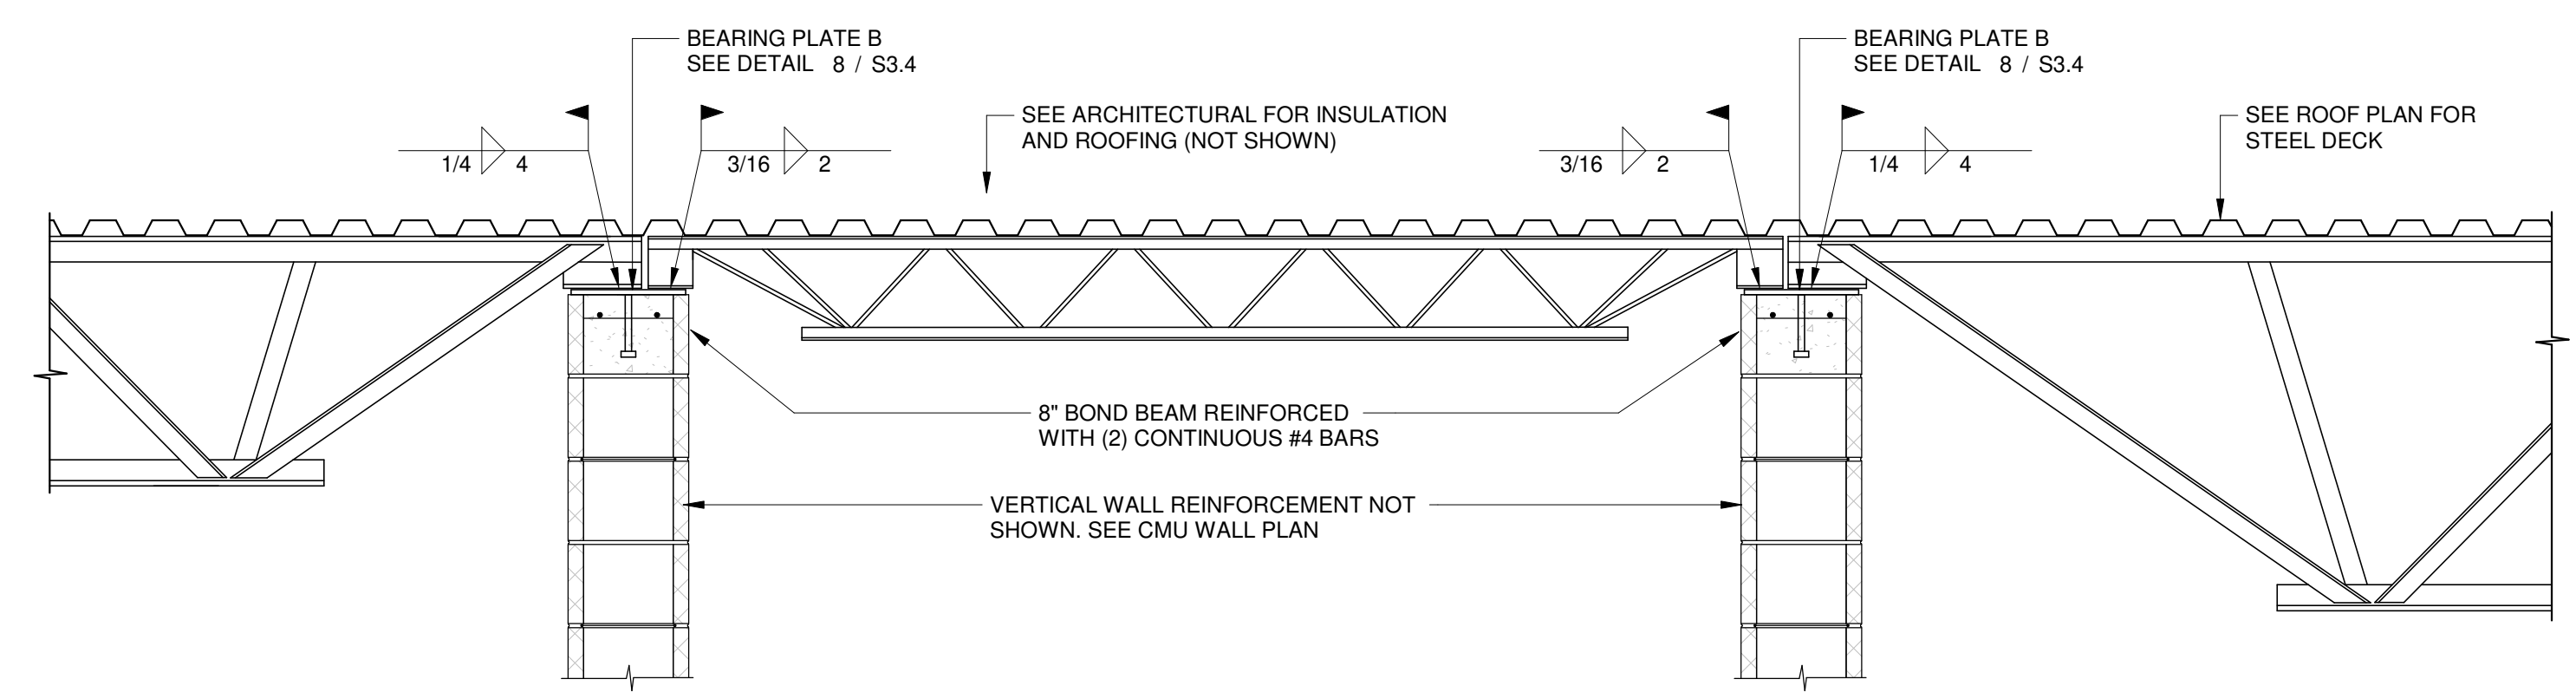 BEARING PLATE B
SEE DETAIL 8 / S3.4
BEARING PLATE B
SEE DETAIL 8 / S3.4
SEE ARCHITECTURAL FOR INSULATION
AND ROOFING (NOT SHOWN)
SEE ROOF PLAN FOR
STEEL DECK
1/4 4
3/16 2
3/16 2
1/4 4
8" BOND BEAM REINFORCED
WITH (2) CONTINUOUS #4 BARS
VERTICAL WALL REINFORCEMENT NOT
SHOWN. SEE CMU WALL PLAN